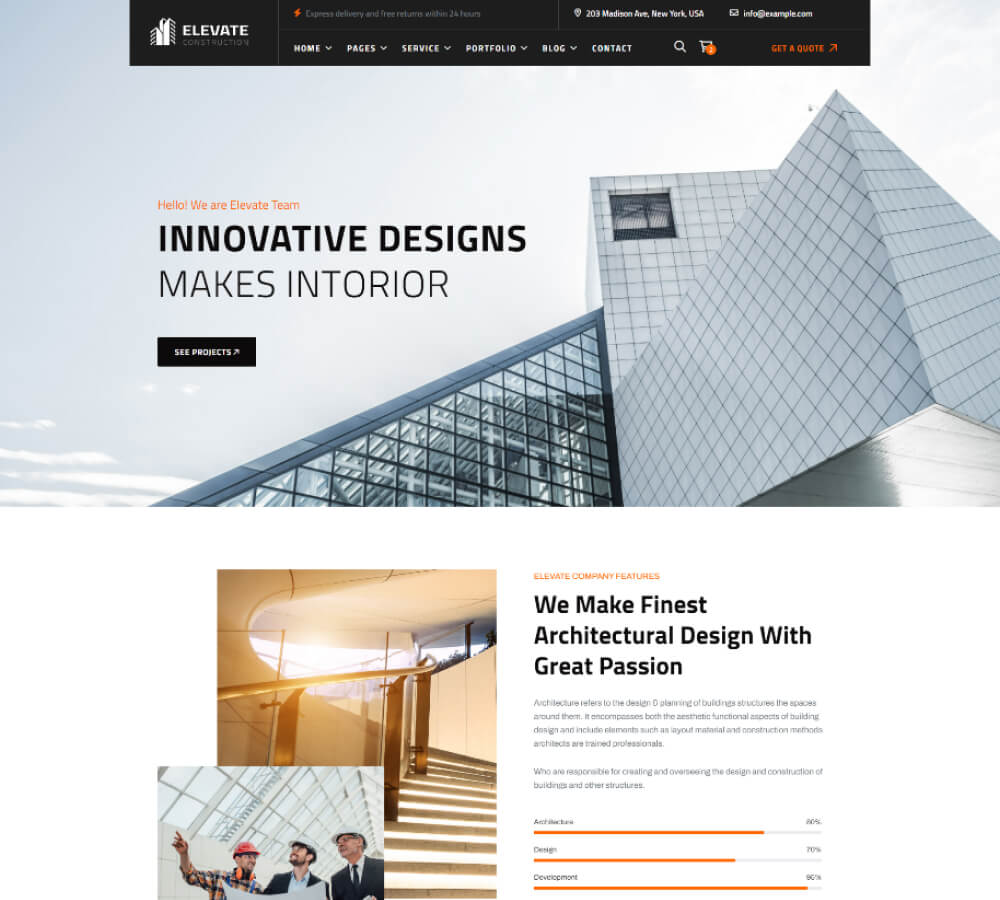 ELEVATE
CONSTRUCTION
Express delivery and free returns within 24 hours
203 Madison Ave, New York, USA
info@example.com
HOME
PAGES
SERVICE
PORTFOLIO
BLOG
CONTACT
2
GET A QUOTE
Hello! We are Elevate Team
INNOVATIVE DESIGNS
MAKES INTORIOR
SEE PROJECTS
ELEVATE COMPANY FEATURES
We Make Finest
Architectural Design With
Great Passion
Architecture refers to the design & planning of buildings structures the spaces
around them. It encompasses both the aesthetic functional aspects of building
design and include elements such as layout material and construction methods
architects are trained professionals.
Who are responsible for creating and overseeing the design and construction of
buildings and other structures.
Architecture 80%
Design 70%
Development 95%